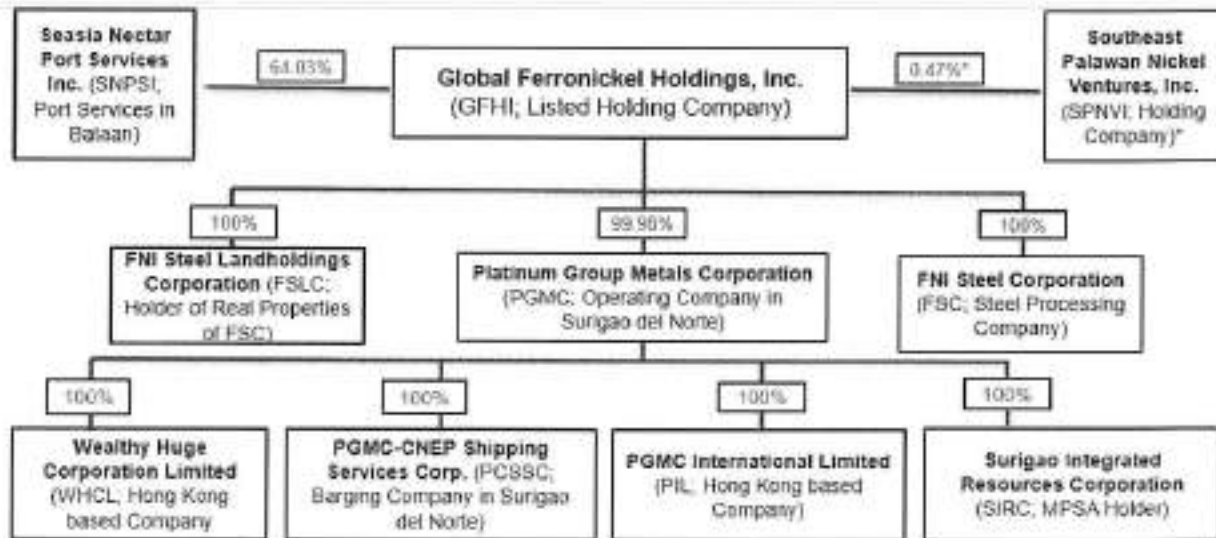 Seasia Nectar
Port Services
Inc. (SNPSI;
Port Services in
Bataan)
64.03%
Global Ferronickel Holdings, Inc.
(GFHI; Listed Holding Company)
0.47%*
Southeast
Palawan Nickel
Ventures, Inc.
(SPNVI; Holding
Company)*
100%
FNI Steel Landholdings
Corporation (FSLC;
Holder of Real Properties
of FSC)
99.98%
Platinum Group Metals Corporation
(PGMC; Operating Company in
Surigao del Norte)
100%
FNI Steel Corporation
(FSC; Steel Processing
Company)
100%
Wealthy Huge
Corporation Limited
(WHCL; Hong Kong
based Company
100%
PGMC-CNEP Shipping
Services Corp. (PCSSC;
Barging Company in Surigao
del Norte)
100%
PGMC International Limited
(PIL; Hong Kong based
Company)
100%
Surigao Integrated
Resources Corporation
(SIRC; MPSA Holder)